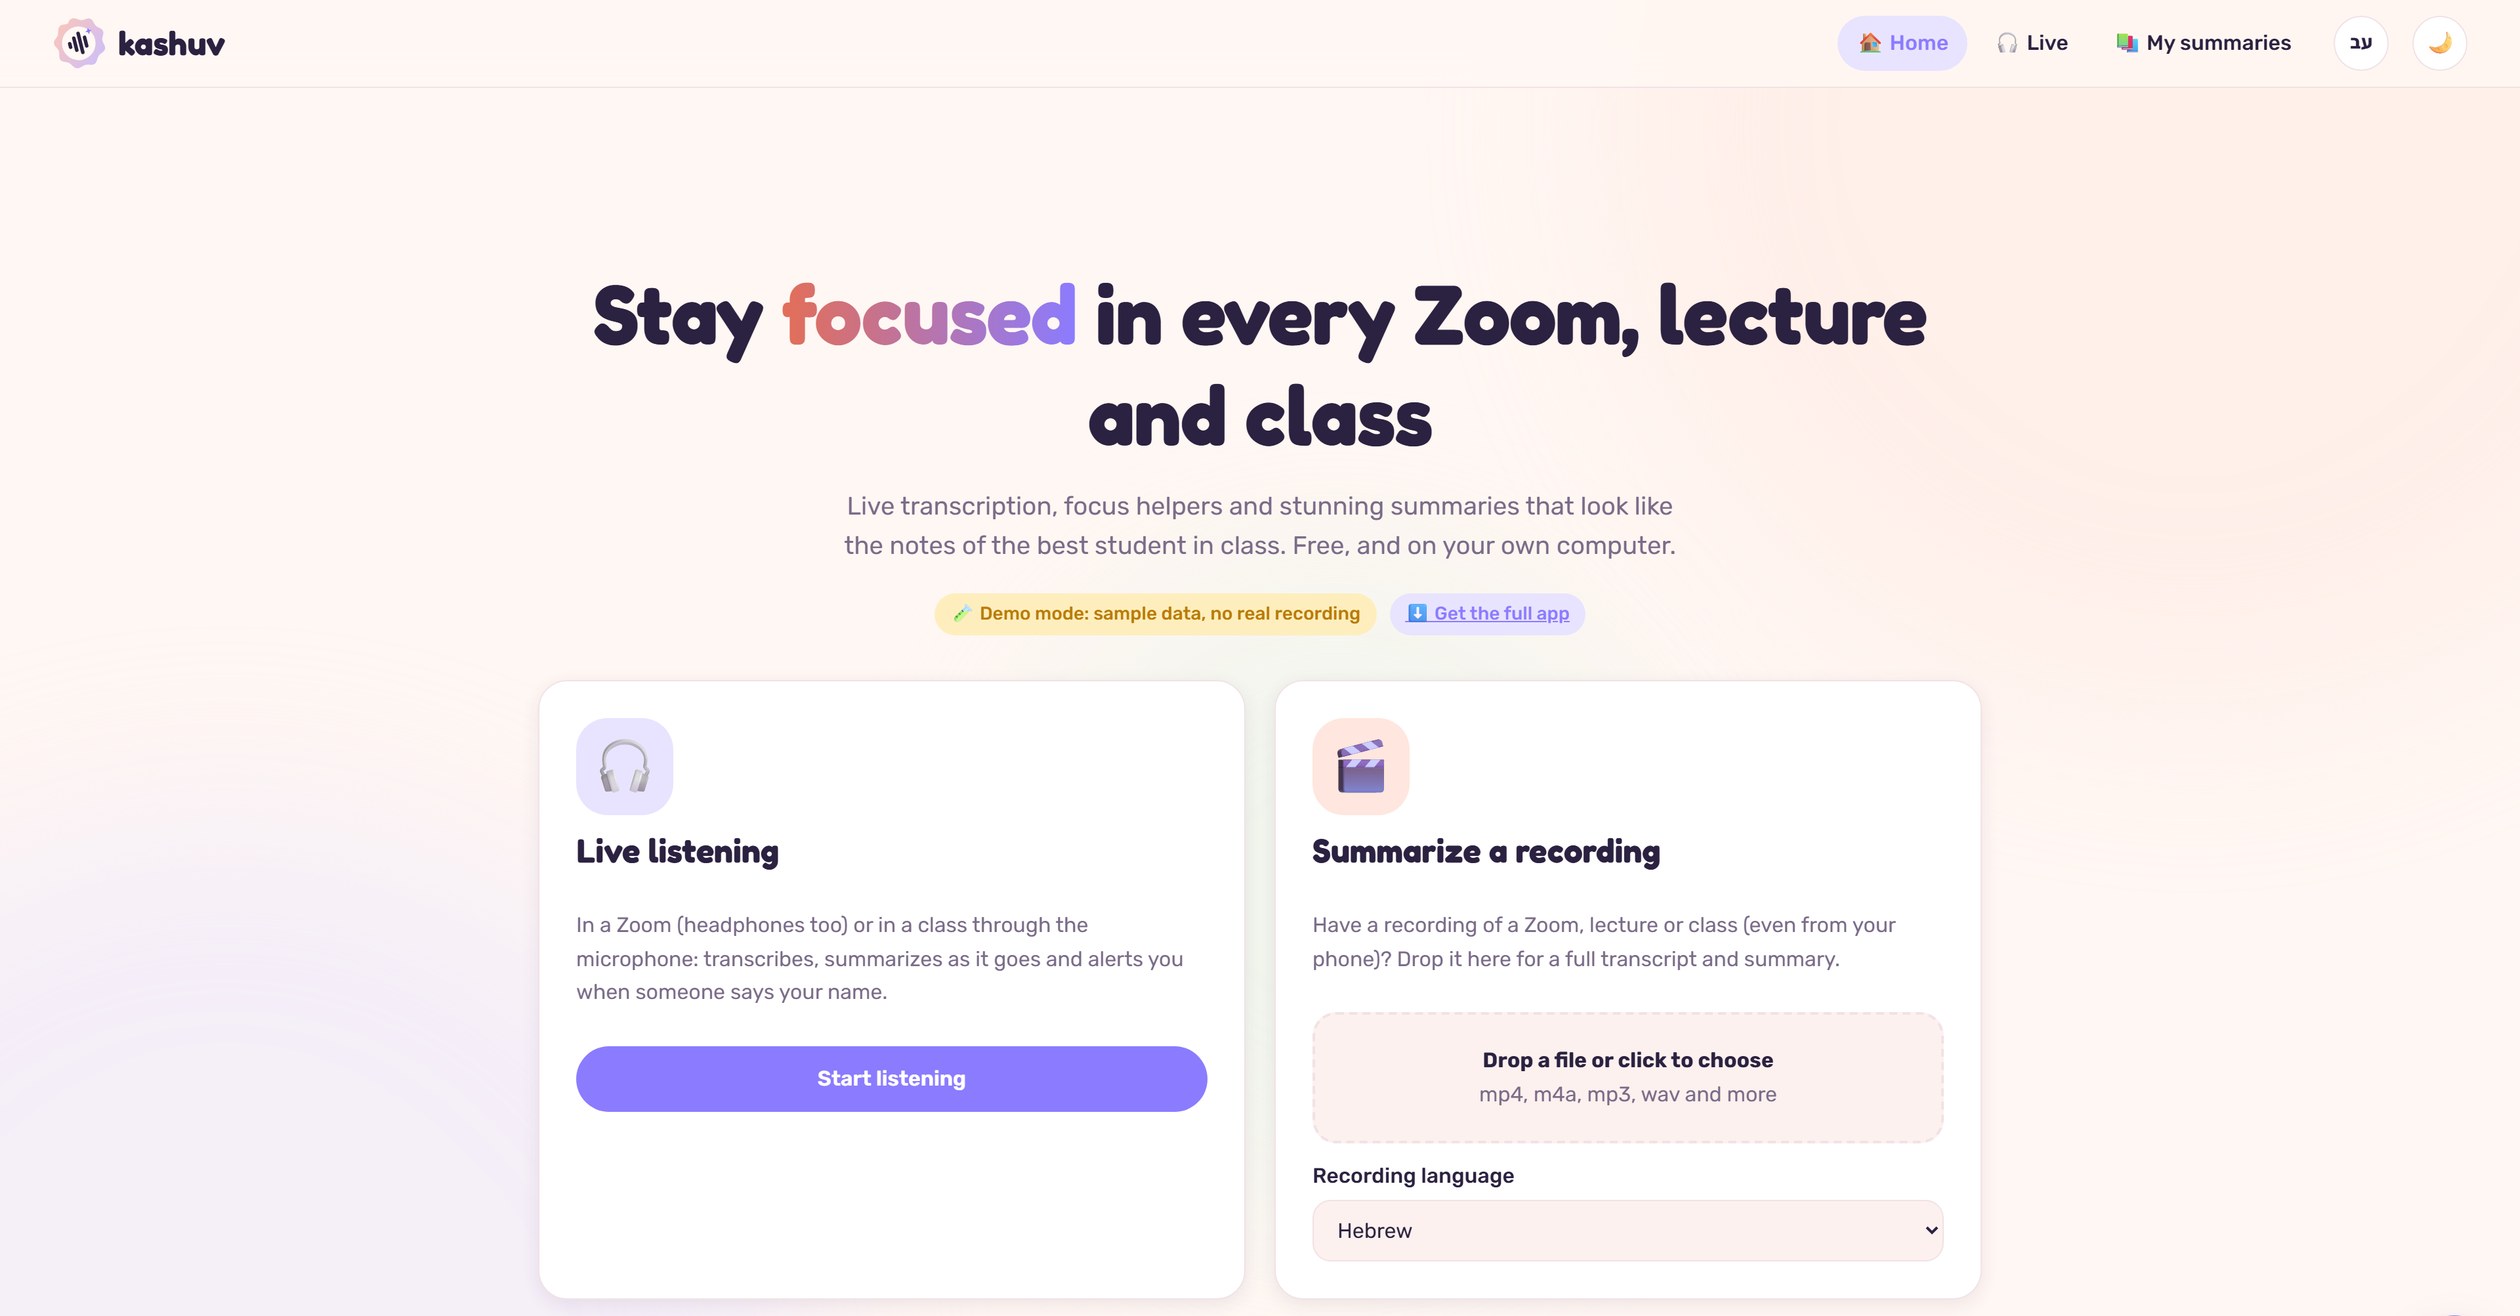 kashuv
Home
Live
My summaries
עב
Stay focused in every Zoom, lecture
and class
Live transcription, focus helpers and stunning summaries that look like
the notes of the best student in class. Free, and on your own computer.
Demo mode: sample data, no real recording
Get the full app
Live listening
In a Zoom (headphones too) or in a class through the
microphone: transcribes, summarizes as it goes and alerts you
when someone says your name.
Start listening
Summarize a recording
Have a recording of a Zoom, lecture or class (even from your
phone)? Drop it here for a full transcript and summary.
Drop a file or click to choose
mp4, m4a, mp3, wav and more
Recording language
Hebrew